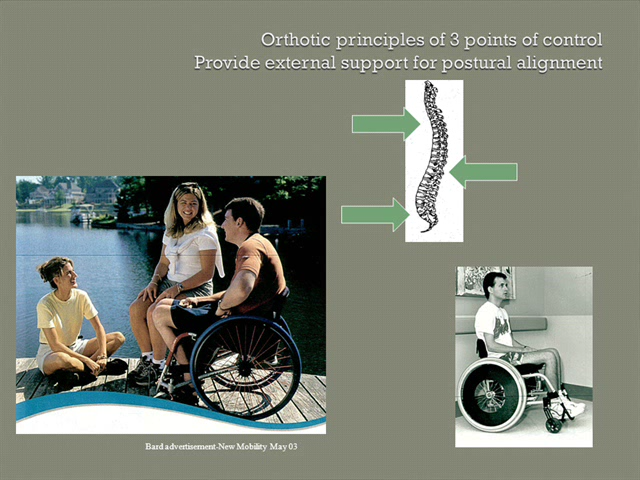 Orthotic principles of 3 points of control
Provide external support for postural alignment
Bard advertisement-New Mobility May 03